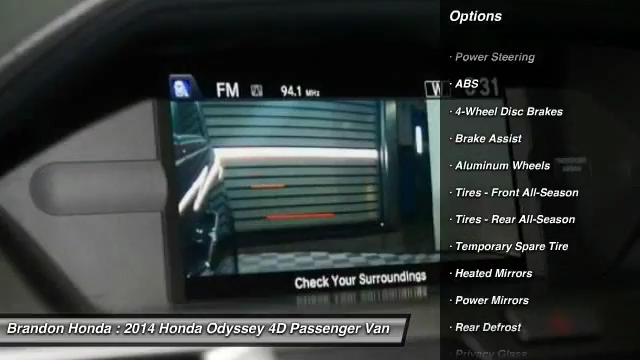 Options
· Power Steering
· ABS
· 4-Wheel Disc Brakes
· Brake Assist
· Aluminum Wheels
· Tires - Front All-Season
· Tires - Rear All-Season
· Temporary Spare Tire
· Heated Mirrors
· Power Mirrors
· Rear Defrost
· Privacy Glass
FM 94.1 MHz
Check Your Surroundings
Brandon Honda : 2014 Honda Odyssey 4D Passenger Van